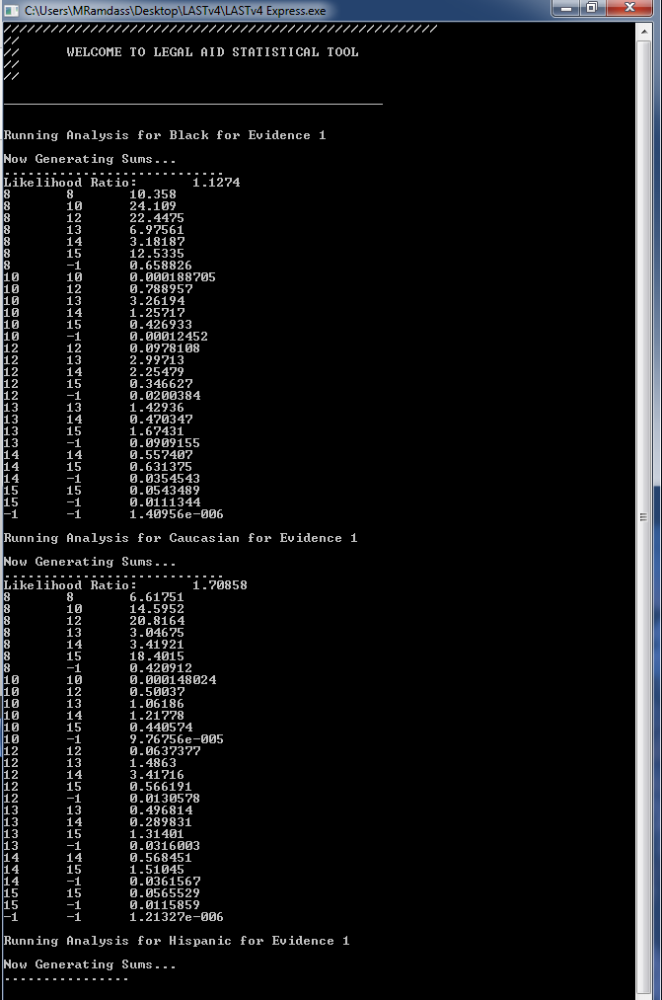 C:\Users\MRamdass\Desktop\LASTv4\LASTv4 Express.exe
//////////////////////////////////////////////////////
//
// WELCOME TO LEGAL AID STATISTICAL TOOL
//
//
________________________________________________
Running Analysis for Black for Evidence 1
Now Generating Sums...
----------------------------
Likelihood Ratio: 1.1274
8 8 10.358
8 10 24.109
8 12 22.4475
8 13 6.97561
8 14 3.18187
8 15 12.5335
8 -1 0.658826
10 10 0.000188705
10 12 0.788957
10 13 3.26194
10 14 1.25717
10 15 0.426933
10 -1 0.00012452
12 12 0.0978108
12 13 2.99713
12 14 2.25479
12 15 0.346627
12 -1 0.0200384
13 13 1.42936
13 14 0.470347
13 15 1.67431
13 -1 0.0909155
14 14 0.557407
14 15 0.631375
14 -1 0.0354543
15 15 0.0543489
15 -1 0.0111344
-1 -1 1.40956e-006
Running Analysis for Caucasian for Evidence 1
Now Generating Sums...
----------------------------
Likelihood Ratio: 1.70858
8 8 6.61751
8 10 14.5952
8 12 20.8164
8 13 3.04675
8 14 3.41921
8 15 18.4015
8 -1 0.420912
10 10 0.000148024
10 12 0.50037
10 13 1.06186
10 14 1.21778
10 15 0.440574
10 -1 9.76756e-005
12 12 0.0637377
12 13 1.4863
12 14 3.41716
12 15 0.566191
12 -1 0.0130578
13 13 0.496814
13 14 0.289831
13 15 1.31401
13 -1 0.0316003
14 14 0.568451
14 15 1.51045
14 -1 0.0361567
15 15 0.0565529
15 -1 0.0115859
-1 -1 1.21327e-006
Running Analysis for Hispanic for Evidence 1
Now Generating Sums...
----------------